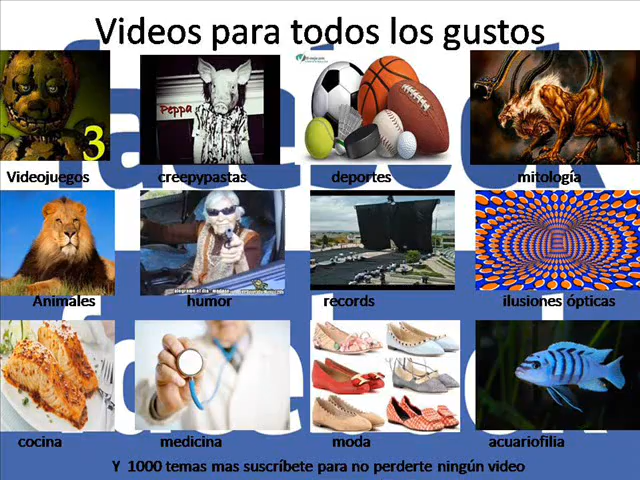 Videos para todos los gustos
3
Peppa
Videojuegos creepypastas deportes mitología
Animales humor records ilusiones ópticas
cocina medicina moda acuariofilia
Y 1000 temas mas suscríbete para no perderte ningún video